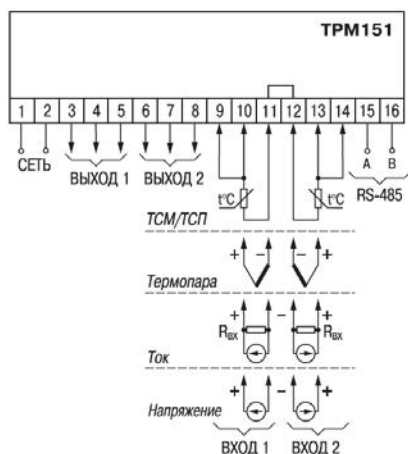 ТРМ151
1 2 3 4 5 6 7 8 9 10 11 12 13 14 15 16
СЕТЬ
ВЫХОД 1
ВЫХОД 2
A
B
RS-485
t°C
t°C
ТСМ/ТСП
+ - - +
Термопара
+ - +
Rвх
Rвх
Ток
+ - +
Напряжение
ВХОД 1
ВХОД 2